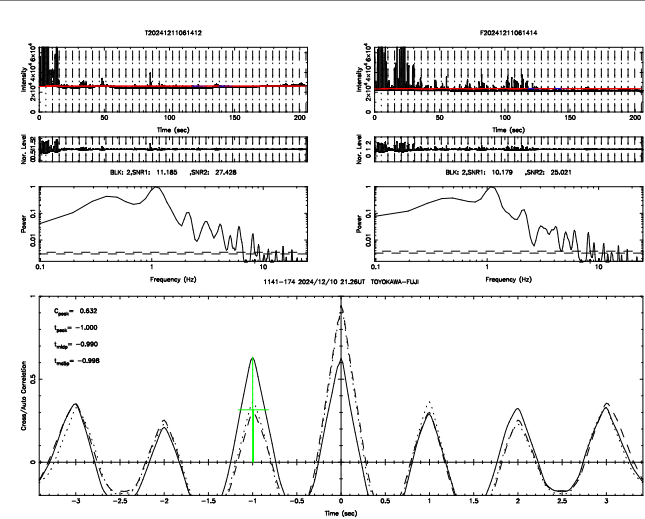 T20241211061412
F20241211061414
Intensity
2×10⁴ 4×10⁴ 6×10⁴
0
0 50 100 150 200
Time (sec)
Intensity
2×10⁴ 4×10⁴ 6×10⁴
0
0 50 100 150 200
Time (sec)
Nor. Level
Nor. Level
0 1 2
BLK: 2,SNR1: 11.185 ,SNR2: 27.428
BLK: 2,SNR1: 10.179 ,SNR2: 25.021
Power
1
0.1
0.01
0.1 1 10
Frequency (Hz)
Power
1
0.1
0.01
0.1 1 10
Frequency (Hz)
1141-174 2024/12/10 21.26UT TOYOKAWA-FUJI
Cpeak= 0.632
tpeak= -1.000
tmidp= -0.990
Cross/Auto Correlation
1
0.5
0
-3 -2.5 -2 -1.5 -1 -0.5 0 0.5 1 1.5 2 2.5 3
Time (sec)